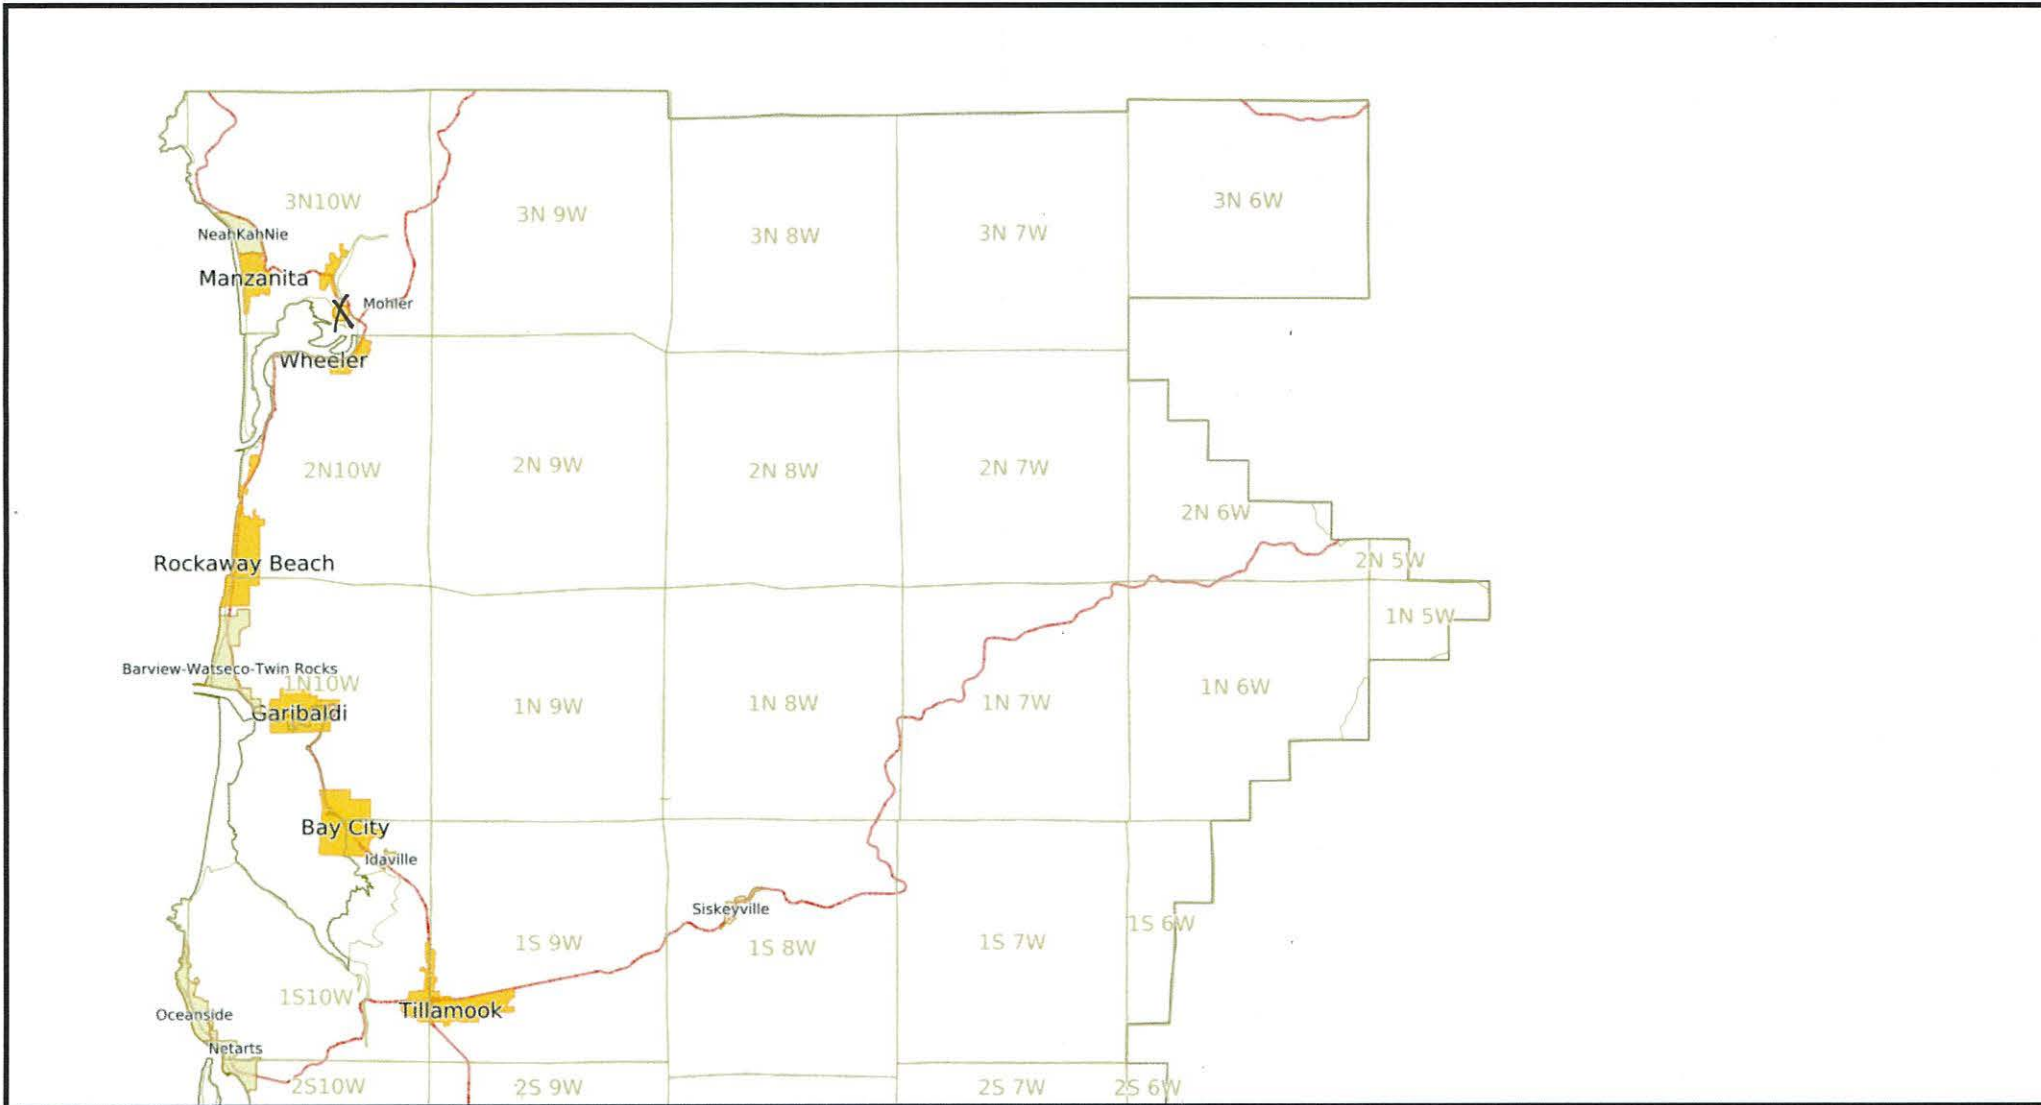 3N10W
3N 9W
3N 8W
3N 7W
3N 6W
NeahKahNie
Manzanita
X
Mohler
Wheeler
2N10W
2N 9W
2N 8W
2N 7W
2N 6W
2N 5W
Rockaway Beach
1N 5W
Barview-Watseco-Twin Rocks
1N10W
1N 9W
1N 8W
1N 7W
1N 6W
Garibaldi
Bay City
Idaville
Siskeyville
1S10W
1S 9W
1S 8W
1S 7W
1S 6W
Tillamook
Oceanside
Netarts
2S10W
2S 9W
2S 7W
2S 6W